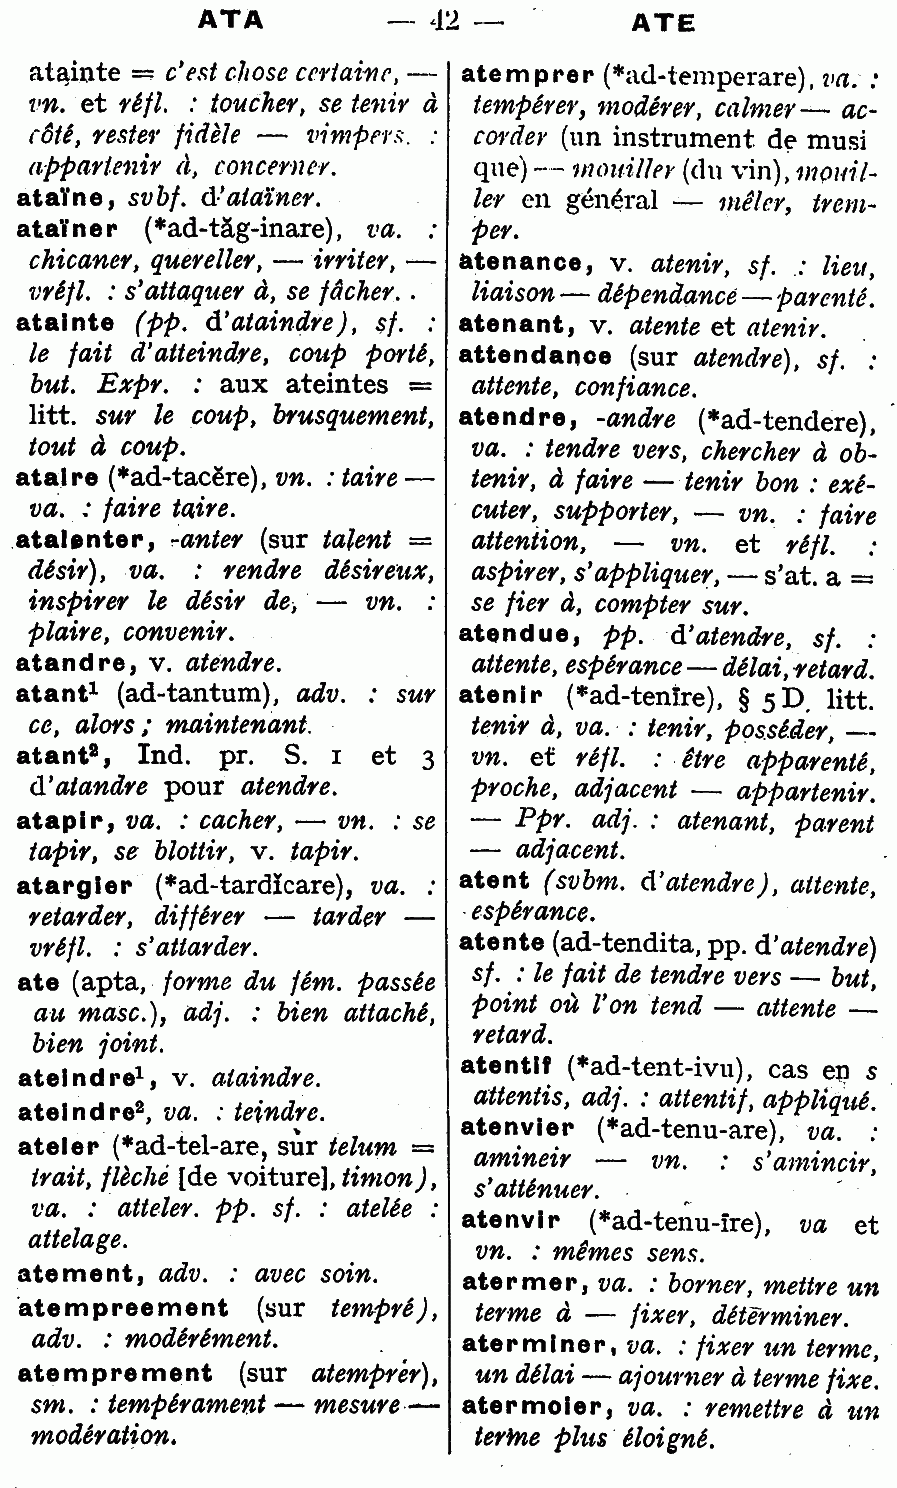 ATA — 42 — ATE
atainte = c'est chose certaine, —
vn. et réfl. : toucher, se tenir à
côté, rester fidèle — vimpers. :
appartenir à, concerner.
ataïne, svbf. d'ataïner.
ataïner (*ad-tăg-inare), va. :
chicaner, quereller, — irriter, —
vréfl. : s'attaquer à, se fâcher.
atainte (pp. d'ataindre), sf. :
le fait d'atteindre, coup porté,
but. Expr. : aux ateintes =
litt. sur le coup, brusquement,
tout à coup.
ataire (*ad-tacĕre), vn. : taire —
va. : faire taire.
atalenter, -anter (sur talent =
désir), va. : rendre désireux,
inspirer le désir de, — vn. :
plaire, convenir.
atandre, v. atendre.
atant¹ (ad-tantum), adv. : sur
ce, alors ; maintenant.
atant², Ind. pr. S. 1 et 3
d'atandre pour atendre.
atapir, va. : cacher, — vn. : se
tapir, se blottir, v. tapir.
atargier (*ad-tardĭcare), va. :
retarder, différer — tarder —
vréfl. : s'attarder.
ate (apta, forme du fém. passée
au masc.), adj. : bien attaché,
bien joint.
ateindre¹, v. ataindre.
ateindre², va. : teindre.
ateler (*ad-tel-are, sur telum =
trait, flèche [de voiture], timon),
va. : atteler. pp. sf. : atelée :
attelage.
atement, adv. : avec soin.
atempreement (sur tempré),
adv. : modérément.
atemprement (sur atemprer),
sm. : tempérament — mesure —
modération.
atemprer (*ad-temperare), va. :
tempérer, modérer, calmer — ac-
corder (un instrument de musi
que) — mouiller (du vin), mouil-
ler en général — mêler, trem-
per.
atenance, v. atenir, sf. : lieu,
liaison — dépendance — parenté.
atenant, v. atente et atenir.
attendance (sur atendre), sf. :
attente, confiance.
atendre, -andre (*ad-tendere),
va. : tendre vers, chercher à ob-
tenir, à faire — tenir bon : exé-
cuter, supporter, — vn. : faire
attention, — vn. et réfl. :
aspirer, s'appliquer, — s'at. a =
se fier à, compter sur.
atendue, pp. d'atendre, sf. :
attente, espérance — délai, retard.
atenir (*ad-tenīre), § 5 D. litt.
tenir à, va. : tenir, posséder, —
vn. et réfl. : être apparenté,
proche, adjacent — appartenir.
— Ppr. adj. : atenant, parent
— adjacent.
atent (svbm. d'atendre), attente,
espérance.
atente (ad-tendita, pp. d'atendre)
sf. : le fait de tendre vers — but,
point où l'on tend — attente —
retard.
atentif (*ad-tent-ivu), cas en s
attentis, adj. : attentif, appliqué.
atenvier (*ad-tenu-are), va. :
amineir — vn. : s'amincir,
s'atténuer.
atenvir (*ad-tenu-īre), va et
vn. : mêmes sens.
atermer, va. : borner, mettre un
terme à — fixer, déterminer.
aterminer, va. : fixer un terme,
un délai — ajourner à terme fixe.
atermoier, va. : remettre à un
terme plus éloigné.